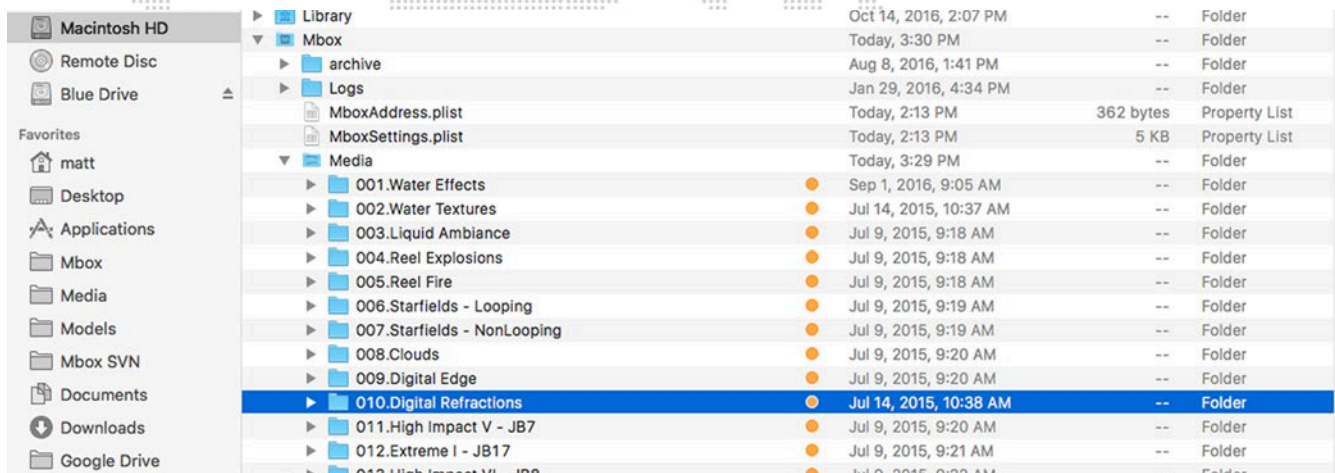 Library Oct 14, 2016, 2:07 PM -- Folder
Macintosh HD
Mbox Today, 3:30 PM -- Folder
Remote Disc
archive Aug 8, 2016, 1:41 PM -- Folder
Blue Drive
Logs Jan 29, 2016, 4:34 PM -- Folder
MboxAddress.plist Today, 2:13 PM 362 bytes Property List
Favorites
MboxSettings.plist Today, 2:13 PM 5 KB Property List
matt
Media Today, 3:29 PM -- Folder
001.Water Effects Sep 1, 2016, 9:05 AM -- Folder
Desktop
002.Water Textures Jul 14, 2015, 10:37 AM -- Folder
Applications
003.Liquid Ambiance Jul 9, 2015, 9:18 AM -- Folder
004.Reel Explosions Jul 9, 2015, 9:18 AM -- Folder
Mbox
005.Reel Fire Jul 9, 2015, 9:18 AM -- Folder
Media
006.Starfields - Looping Jul 9, 2015, 9:19 AM -- Folder
Models
007.Starfields - NonLooping Jul 9, 2015, 9:19 AM -- Folder
Mbox SVN
008.Clouds Jul 9, 2015, 9:20 AM -- Folder
009.Digital Edge Jul 9, 2015, 9:20 AM -- Folder
Documents
010.Digital Refractions Jul 14, 2015, 10:38 AM -- Folder
Downloads
011.High Impact V - JB7 Jul 9, 2015, 9:20 AM -- Folder
012.Extreme I - JB17 Jul 9, 2015, 9:21 AM -- Folder
Google Drive